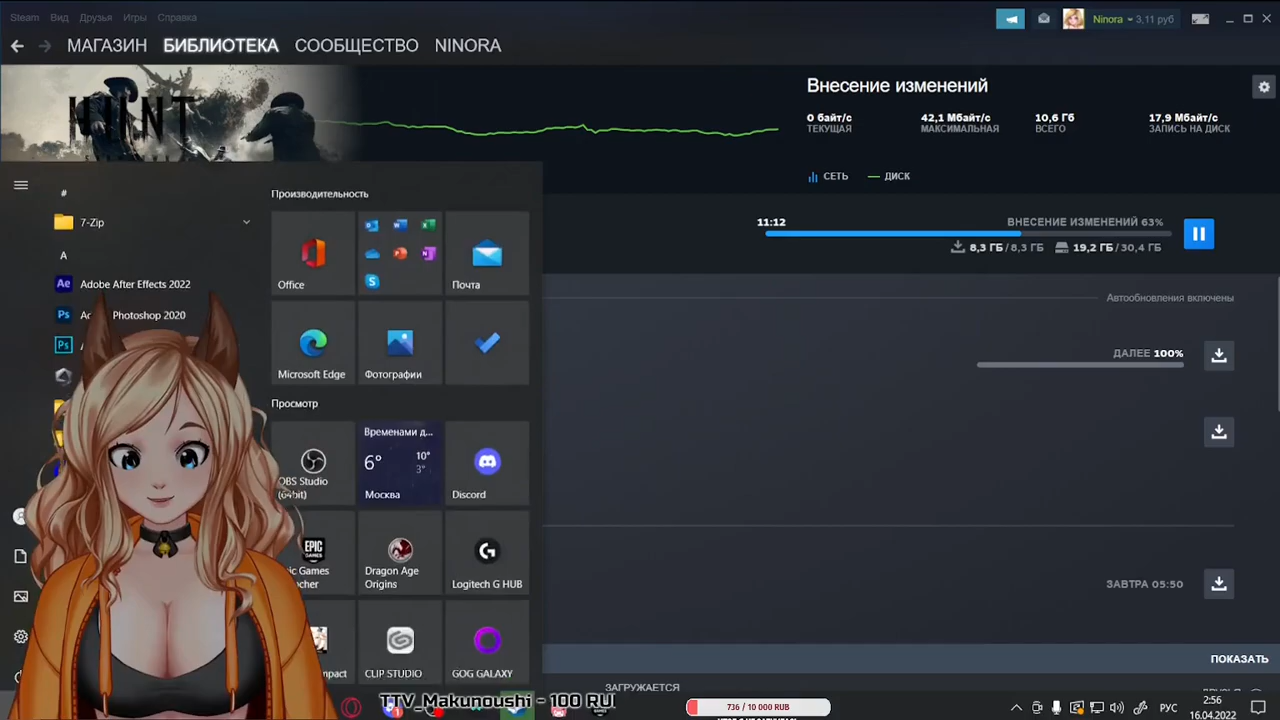 Steam Вид Друзья Игры Справка
Ninora 3,11 руб
МАГАЗИН БИБЛИОТЕКА СООБЩЕСТВО NINORA
HUNT
Внесение изменений
0 байт/с 42,1 Мбайт/с 10,6 Гб 17,9 Мбайт/с
ТЕКУЩАЯ МАКСИМАЛЬНАЯ ВСЕГО ЗАПИСЬ НА ДИСК
СЕТЬ ДИСК
11:12 ВНЕСЕНИЕ ИЗМЕНЕНИЙ 63%
8,3 ГБ/8,3 ГБ 19,2 ГБ/30,4 ГБ
Автообновления включены
ДАЛЕЕ 100%
ЗАВТРА 05:50
ПОКАЗАТЬ
ЗАГРУЖАЕТСЯ
#
7-Zip
A
Adobe After Effects 2022
Photoshop 2020
Производительность
Office
Почта
Microsoft Edge
Фотографии
Просмотр
OBS Studio
(64bit)
Временами д...
6° 10°
3°
Москва
Discord
EPIC
GAMES
Dragon Age
Origins
Logitech G HUB
CLIP STUDIO
GOG GALAXY
TTV_Makunoushi - 100 RU
736 / 10 000 RUB
РУС
2:56
16.04.2022